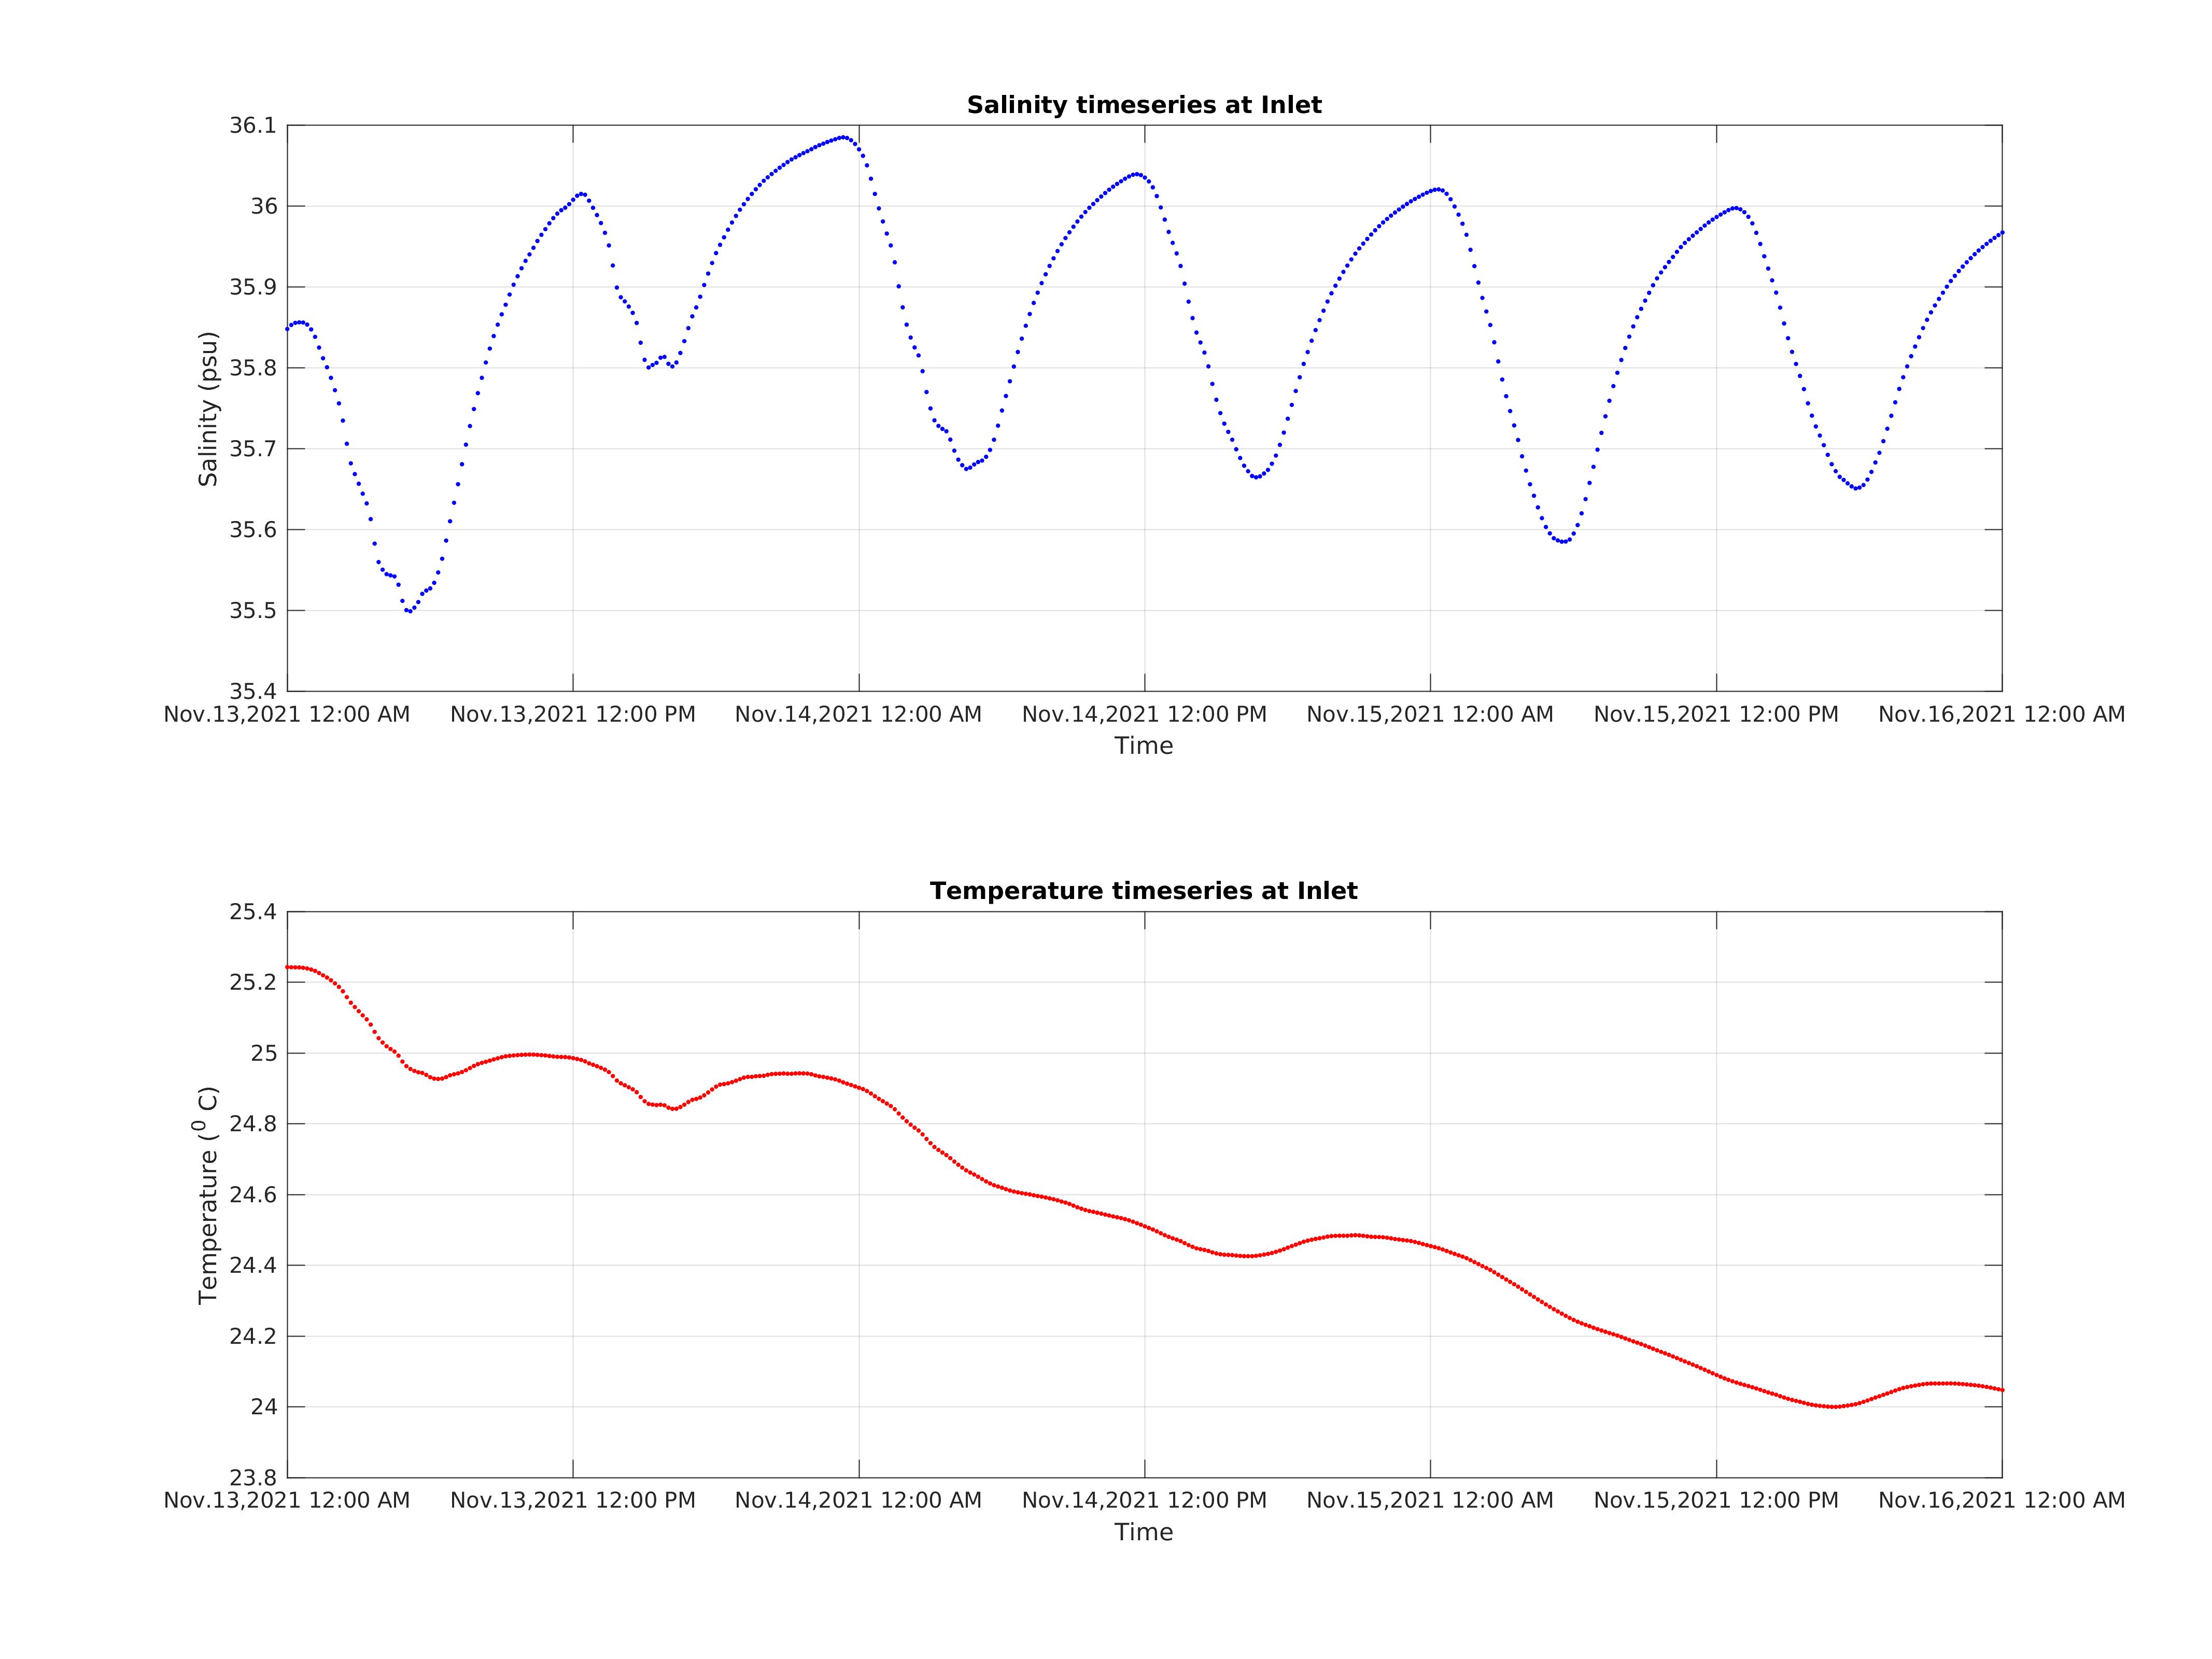 Salinity timeseries at Inlet
36.1
36
35.9
35.8
35.7
35.6
35.5
35.4
Salinity (psu)
Nov.13,2021 12:00 AM Nov.13,2021 12:00 PM Nov.14,2021 12:00 AM Nov.14,2021 12:00 PM Nov.15,2021 12:00 AM Nov.15,2021 12:00 PM Nov.16,2021 12:00 AM
Time
Temperature timeseries at Inlet
25.4
25.2
25
24.8
24.6
24.4
24.2
24
23.8
Temperature (⁰ C)
Nov.13,2021 12:00 AM Nov.13,2021 12:00 PM Nov.14,2021 12:00 AM Nov.14,2021 12:00 PM Nov.15,2021 12:00 AM Nov.15,2021 12:00 PM Nov.16,2021 12:00 AM
Time